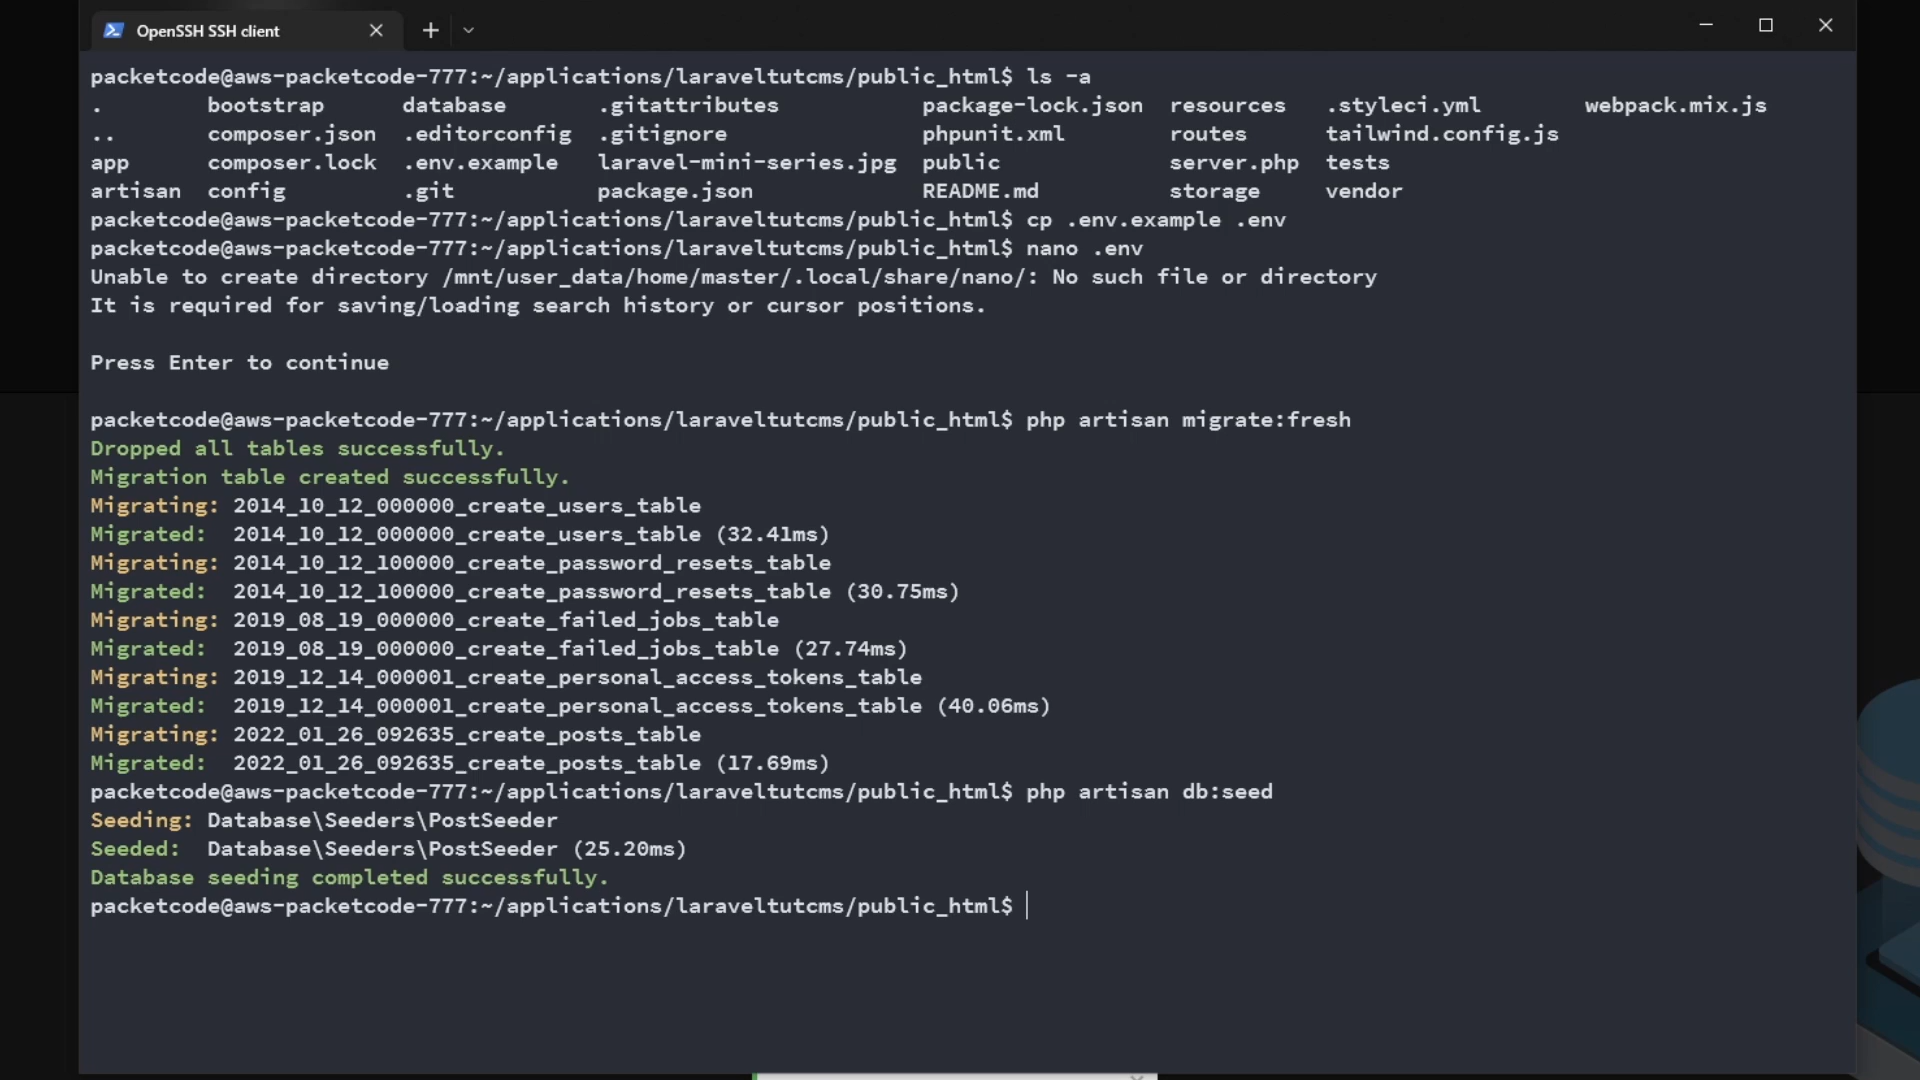 OpenSSH SSH client
packetcode@aws-packetcode-777:~/applications/laraveltutcms/public_html$ ls -a
.        bootstrap      database       .gitattributes           package-lock.json  resources   .styleci.yml        webpack.mix.js
..       composer.json  .editorconfig  .gitignore               phpunit.xml        routes      tailwind.config.js
app      composer.lock  .env.example   laravel-mini-series.jpg  public             server.php  tests
artisan  config         .git           package.json             README.md          storage     vendor
packetcode@aws-packetcode-777:~/applications/laraveltutcms/public_html$ cp .env.example .env
packetcode@aws-packetcode-777:~/applications/laraveltutcms/public_html$ nano .env
Unable to create directory /mnt/user_data/home/master/.local/share/nano/: No such file or directory
It is required for saving/loading search history or cursor positions.
Press Enter to continue
packetcode@aws-packetcode-777:~/applications/laraveltutcms/public_html$ php artisan migrate:fresh
Dropped all tables successfully.
Migration table created successfully.
Migrating: 2014_10_12_000000_create_users_table
Migrated:  2014_10_12_000000_create_users_table (32.41ms)
Migrating: 2014_10_12_100000_create_password_resets_table
Migrated:  2014_10_12_100000_create_password_resets_table (30.75ms)
Migrating: 2019_08_19_000000_create_failed_jobs_table
Migrated:  2019_08_19_000000_create_failed_jobs_table (27.74ms)
Migrating: 2019_12_14_000001_create_personal_access_tokens_table
Migrated:  2019_12_14_000001_create_personal_access_tokens_table (40.06ms)
Migrating: 2022_01_26_092635_create_posts_table
Migrated:  2022_01_26_092635_create_posts_table (17.69ms)
packetcode@aws-packetcode-777:~/applications/laraveltutcms/public_html$ php artisan db:seed
Seeding: Database\Seeders\PostSeeder
Seeded:  Database\Seeders\PostSeeder (25.20ms)
Database seeding completed successfully.
packetcode@aws-packetcode-777:~/applications/laraveltutcms/public_html$